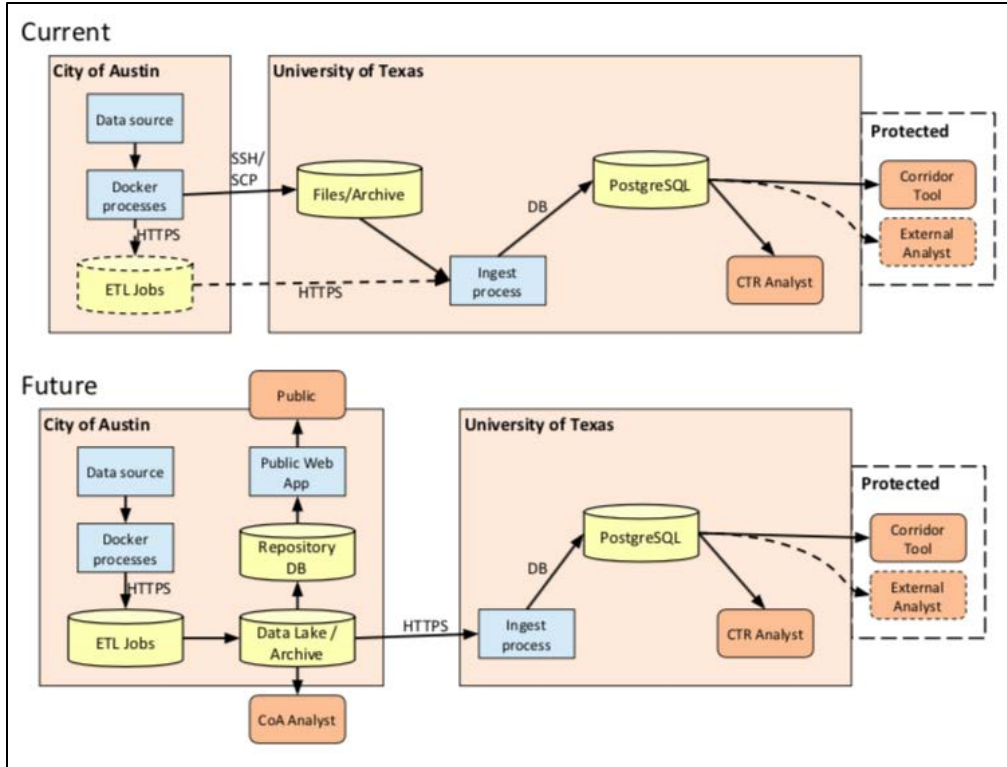 Current
City of Austin
University of Texas
Data source
Protected
SSH/
SCP
Docker
processes
Files/Archive
PostgreSQL
Corridor
Tool
HTTPS
DB
External
Analyst
ETL Jobs
HTTPS
Ingest
process
CTR Analyst
Future
Public
City of Austin
University of Texas
Data source
Public Web
App
Protected
Docker
processes
Repository
DB
PostgreSQL
Corridor
Tool
HTTPS
DB
External
Analyst
ETL Jobs
Data Lake /
Archive
HTTPS
Ingest
process
CTR Analyst
CoA Analyst